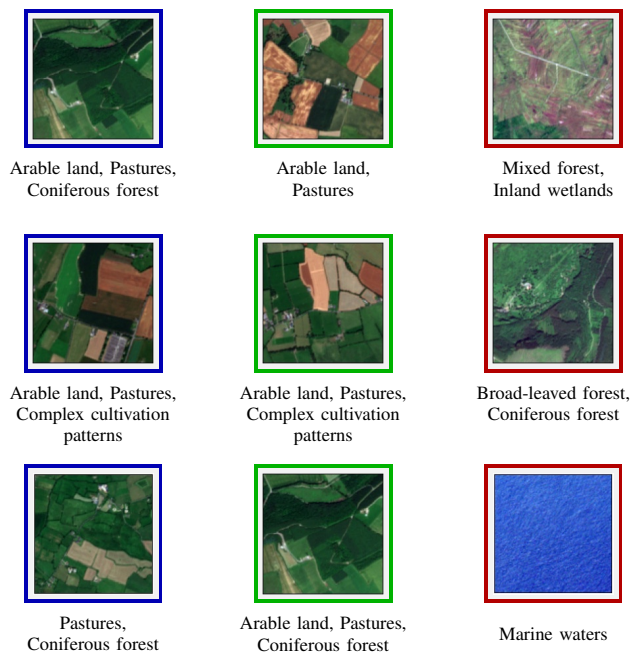 Arable land, Pastures,
Coniferous forest
Arable land,
Pastures
Mixed forest,
Inland wetlands
Arable land, Pastures,
Complex cultivation
patterns
Arable land, Pastures,
Complex cultivation
patterns
Broad-leaved forest,
Coniferous forest
Pastures,
Coniferous forest
Arable land, Pastures,
Coniferous forest
Marine waters